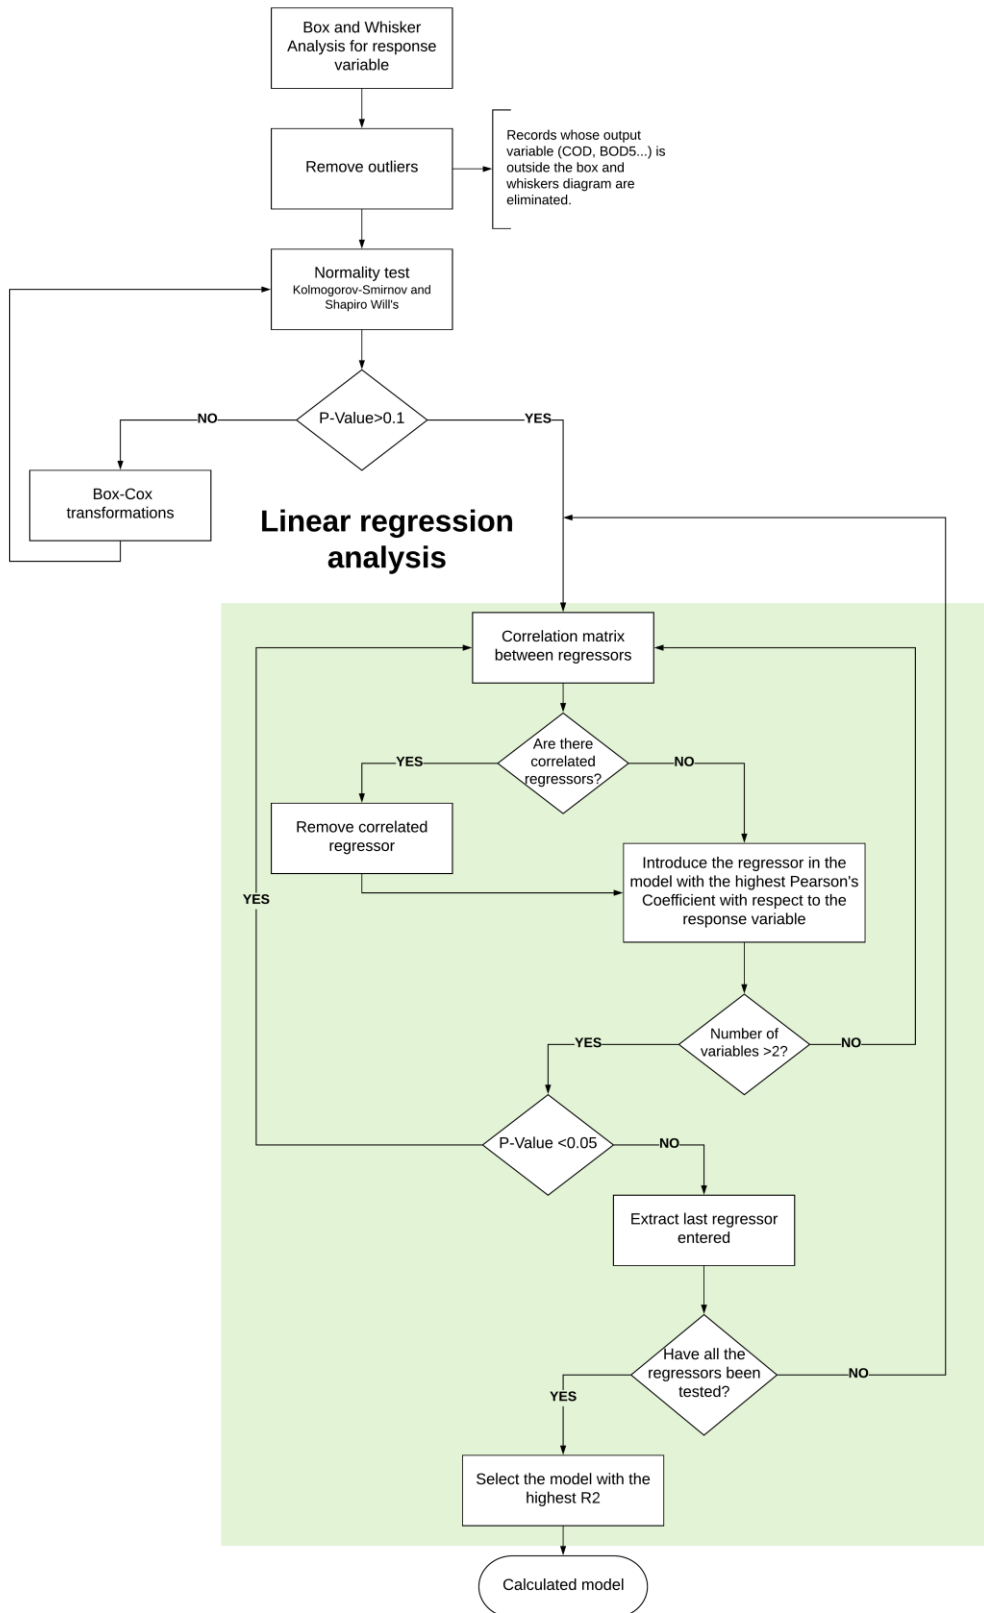 Box and Whisker
Analysis for response
variable
Remove outliers
Records whose output
variable (COD, BOD5...) is
outside the box and
whiskers diagram are
eliminated.
Normality test
Kolmogorov-Smirnov and
Shapiro Will's
P-Value>0.1
NO
YES
Box-Cox
transformations
Linear regression
analysis
Correlation matrix
between regressors
Are there
correlated
regressors?
YES
NO
Remove correlated
regressor
Introduce the regressor in the
model with the highest Pearson's
Coefficient with respect to the
response variable
YES
Number of
variables >2?
YES
NO
P-Value <0.05
NO
Extract last regressor
entered
Have all the
regressors been
tested?
NO
YES
Select the model with the
highest R2
Calculated model